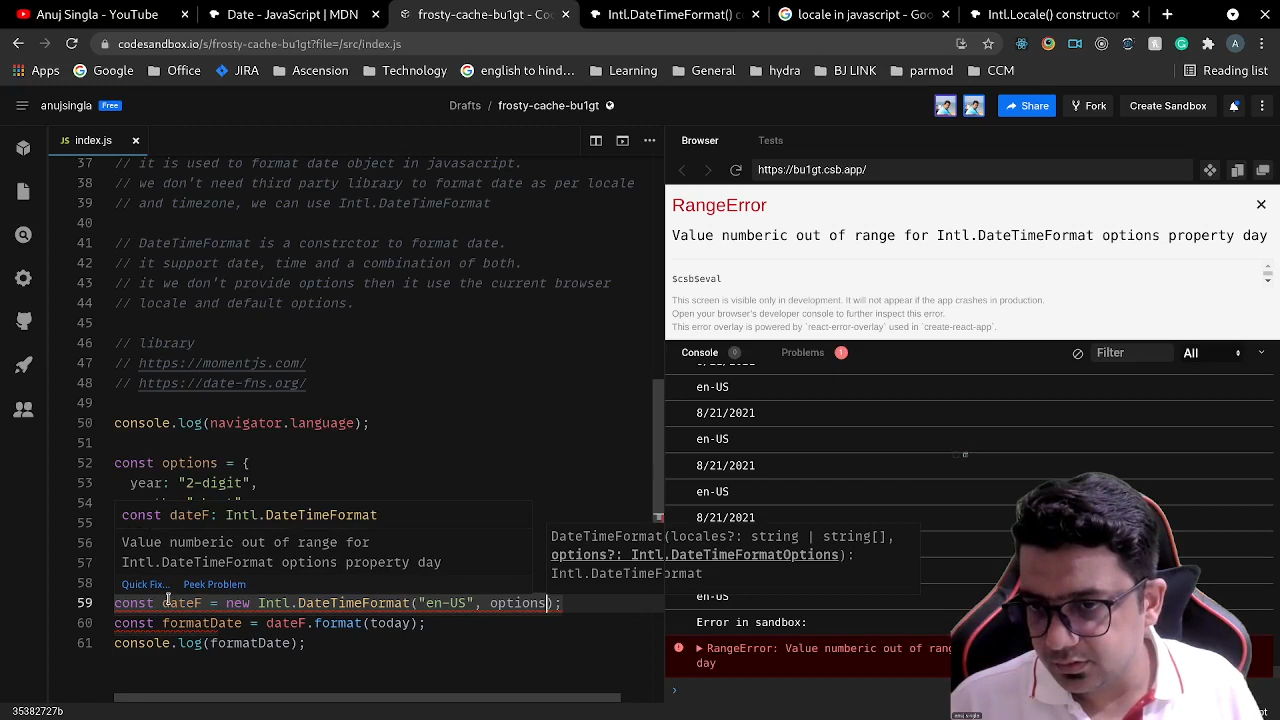 Anuj Singla - YouTube
Date - JavaScript | MDN
frosty-cache-bu1gt - Co
Intl.DateTimeFormat() c
locale in javascript - Goo
Intl.Locale() constructor
codesandbox.io/s/frosty-cache-bu1gt?file=/src/index.js
Apps
Google
Office
JIRA
Ascension
Technology
english to hind...
Learning
General
hydra
BJ LINK
parmod
CCM
Reading list
anujsingla
Free
Drafts / frosty-cache-bu1gt
Share
Fork
Create Sandbox
JS index.js
37 // it is used to format date object in javasacript.
38 // we don't need third party library to format date as per locale
39 // and timezone, we can use Intl.DateTimeFormat
40
41 // DateTimeFormat is a constrctor to format date.
42 // it support date, time and a combination of both.
43 // it we don't provide options then it use the current browser
44 // locale and default options.
45
46 // library
47 // https://momentjs.com/
48 // https://date-fns.org/
49
50 console.log(navigator.language);
51
52 const options = {
53 year: "2-digit",
54
55
56
57
58
const dateF: Intl.DateTimeFormat
Value numberic out of range for
Intl.DateTimeFormat options property day
Quick Fix... Peek Problem
DateTimeFormat(locales?: string | string[],
options?: Intl.DateTimeFormatOptions):
Intl.DateTimeFormat
59 const dateF = new Intl.DateTimeFormat("en-US", options);
60 const formatDate = dateF.format(today);
61 console.log(formatDate);
35382727b
Browser
Tests
https://bu1gt.csb.app/
RangeError
Value numberic out of range for Intl.DateTimeFormat options property day
$csb$eval
This screen is visible only in development. It will not appear if the app crashes in production.
Open your browser's developer console to further inspect this error.
This error overlay is powered by `react-error-overlay` used in `create-react-app`.
Console 0
Problems 1
Filter
All
en-US
8/21/2021
en-US
8/21/2021
en-US
8/21/2021
en-US
Error in sandbox:
RangeError: Value numberic out of
day
anuj singla